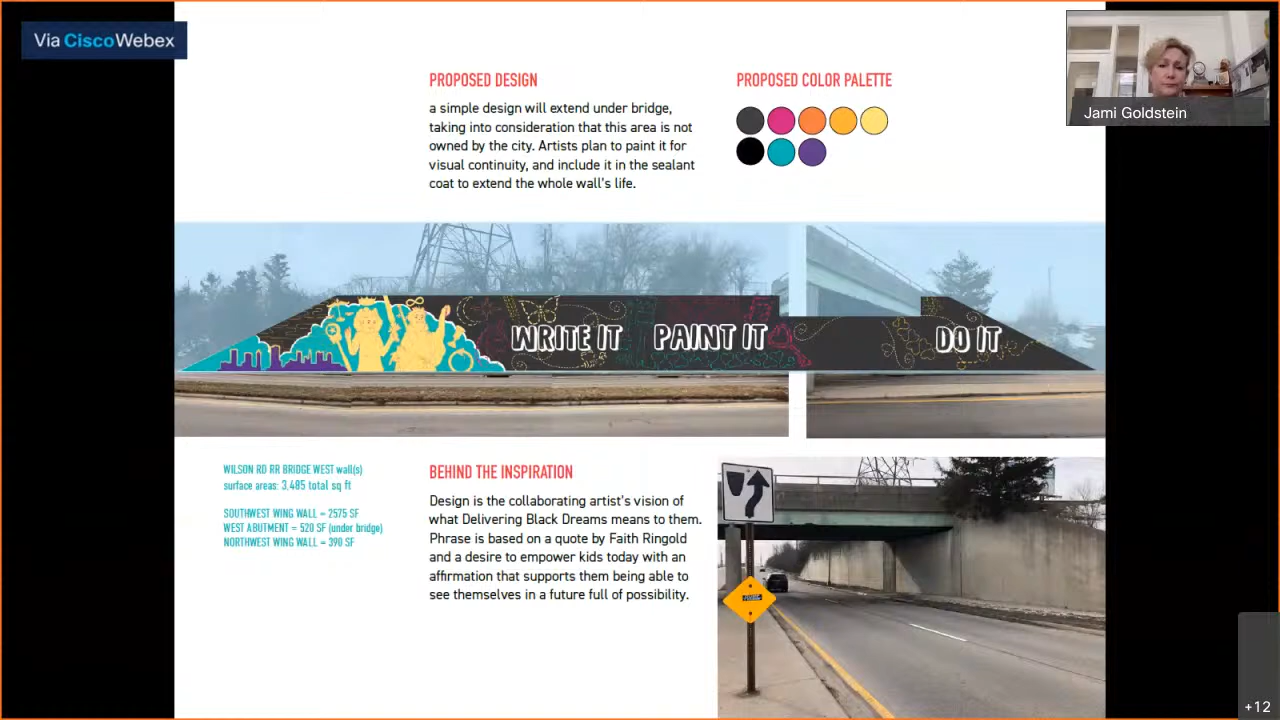 Via CiscoWebex
Jami Goldstein
PROPOSED DESIGN
a simple design will extend under bridge,
taking into consideration that this area is not
owned by the city. Artists plan to paint it for
visual continuity, and include it in the sealant
coat to extend the whole wall's life.
PROPOSED COLOR PALETTE
WRITE IT PAINT IT DO IT
WILSON RD RR BRIDGE WEST wall(s)
surface areas: 3,485 total sq ft
SOUTHWEST WING WALL = 2575 SF
WEST ABUTMENT = 520 SF (under bridge)
NORTHWEST WING WALL = 390 SF
BEHIND THE INSPIRATION
Design is the collaborating artist's vision of
what Delivering Black Dreams means to them.
Phrase is based on a quote by Faith Ringold
and a desire to empower kids today with an
affirmation that supports them being able to
see themselves in a future full of possibility.
+12